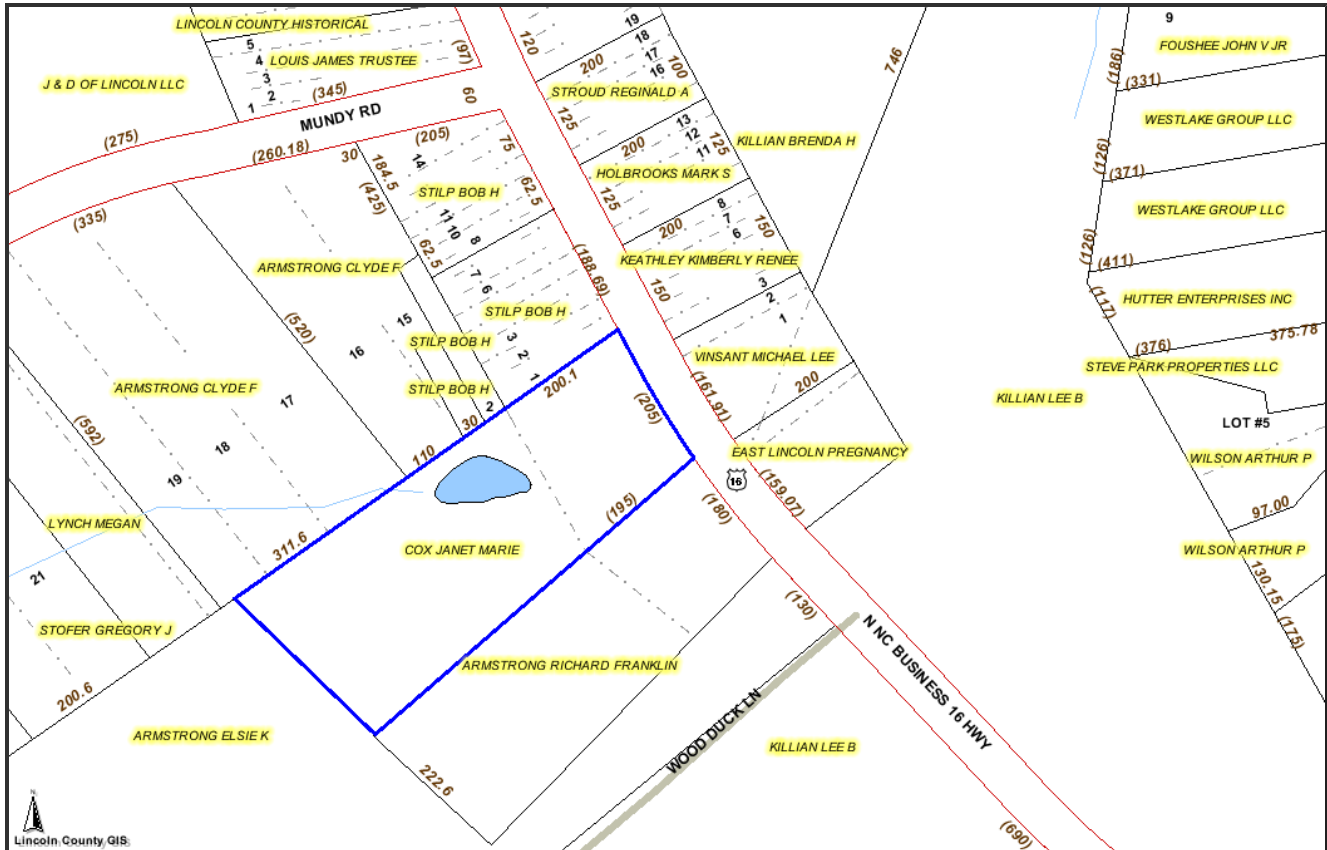 LINCOLN COUNTY HISTORICAL
5
4
LOUIS JAMES TRUSTEE
3
2
1
(345)
(97)
J & D OF LINCOLN LLC
MUNDY RD
(275)
(260.18)
30
(205)
60
75
(335)
184.5
(425)
14
STILP BOB H
62.5
11
10
8
62.5
ARMSTRONG CLYDE F
7
6
STILP BOB H
(188.69)
(520)
15
16
STILP BOB H
3
2
1
STILP BOB H
2
200.1
30
110
ARMSTRONG CLYDE F
17
18
19
(592)
LYNCH MEGAN
21
311.6
STOFER GREGORY J
200.6
ARMSTRONG ELSIE K
COX JANET MARIE
(195)
(205)
ARMSTRONG RICHARD FRANKLIN
222.6
120
19
18
17
16
200
100
STROUD REGINALD A
125
13
12
11
200
125
HOLBROOKS MARK S
125
KILLIAN BRENDA H
746
8
7
6
200
150
KEATHLEY KIMBERLY RENEE
150
3
2
1
VINSANT MICHAEL LEE
(161.91)
200
EAST LINCOLN PREGNANCY
16
(159.07)
(180)
(130)
N NC BUSINESS 16 HWY
WOOD DUCK LN
KILLIAN LEE B
(690)
KILLIAN LEE B
9
FOUSHEE JOHN V JR
(186)
(331)
WESTLAKE GROUP LLC
(126)
(371)
WESTLAKE GROUP LLC
(126)
(411)
HUTTER ENTERPRISES INC
(117)
375.78
(376)
STEVE PARK PROPERTIES LLC
LOT #5
WILSON ARTHUR P
97.00
WILSON ARTHUR P
130.15
(175)
N
Lincoln County GIS